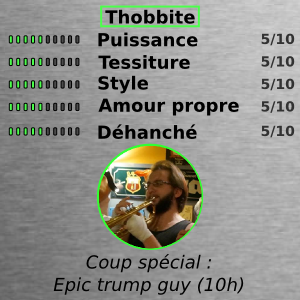 Thobbite
Puissance 5/10
Tessiture 5/10
Style 5/10
Amour propre 5/10
Déhanché 5/10
Coup spécial :
Epic trump guy (10h)